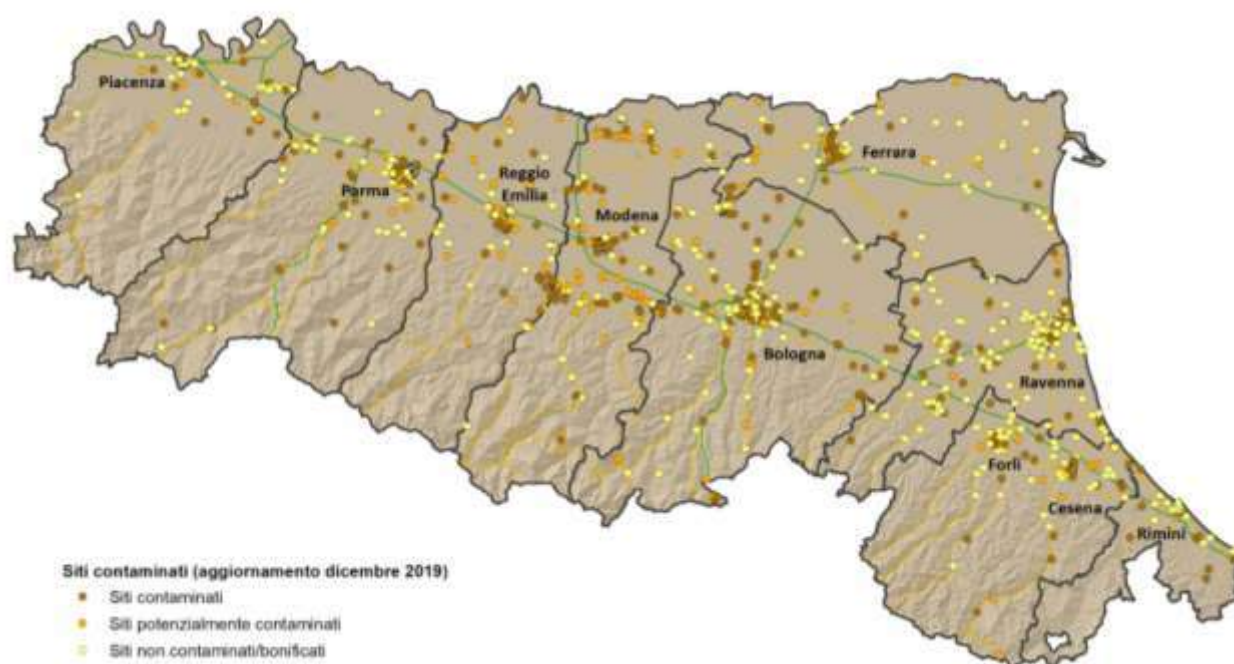 Piacenza
Parma
Reggio
Emilia
Modena
Ferrara
Bologna
Ravenna
Forlì
Cesena
Rimini
Siti contaminati (aggiornamento dicembre 2019)
Siti contaminati
Siti potenzialmente contaminati
Siti non contaminati/bonificati